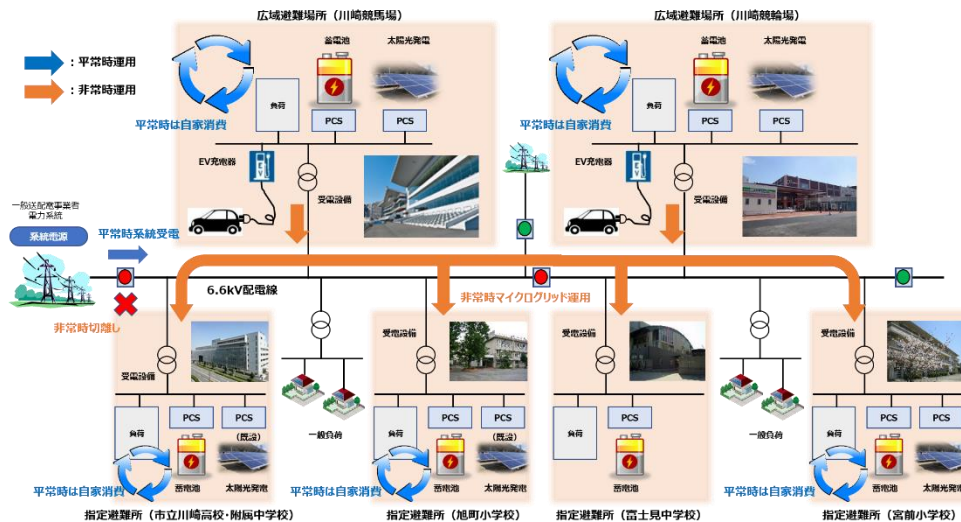 広域避難場所（川崎競馬場）
広域避難場所（川崎競輪場）
：平常時運用
：非常時運用
蓄電池
太陽光発電
負荷
PCS
PCS
平常時は自家消費
EV充電器
受電設備
蓄電池
太陽光発電
負荷
PCS
PCS
平常時は自家消費
EV充電器
受電設備
一般送配電事業者
電力系統
系統電源
平常時系統受電
6.6kV配電線
非常時マイクログリッド運用
非常時切離し
受電設備
負荷
PCS
PCS
(既設)
平常時は自家消費
蓄電池
太陽光発電
指定避難所（市立川崎高校・附属中学校）
一般負荷
受電設備
負荷
PCS
PCS
(既設)
平常時は自家消費
蓄電池
太陽光発電
指定避難所（旭町小学校）
受電設備
負荷
PCS
蓄電池
指定避難所（富士見中学校）
一般負荷
受電設備
負荷
PCS
PCS
平常時は自家消費
蓄電池
太陽光発電
指定避難所（宮前小学校）